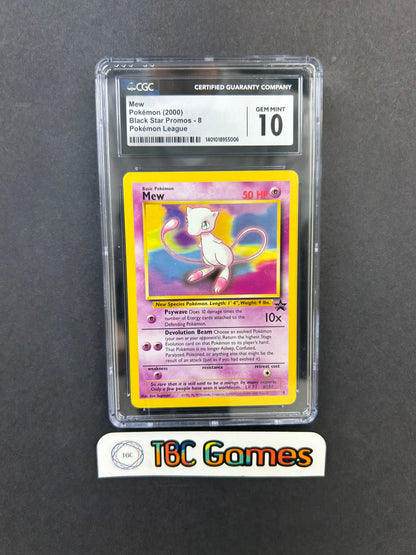 CGC
CERTIFIED GUARANTY COMPANY
Mew
Pokémon (2000)
Black Star Promos - 8
Pokémon League
GEM MINT
10
1401018955006
Basic Pokémon
Mew
50 HP
New Species Pokémon. Length: 1' 4", Weight: 9 lbs.
Psywave Does 10 damage times the
number of Energy cards attached to the
Defending Pokémon.
10x
Devolution Beam Choose an evolved Pokémon
(your own or your opponent's). Return the highest Stage
Evolution card on that Pokémon to its player's hand.
That Pokémon is no longer Asleep, Confused,
Paralyzed, Poisoned, or anything else that might be the
result of an attack (just as if you had evolved it).
weakness
resistance
retreat cost
So rare that it is still said to be a mirage by many experts.
Only a few people have seen it worldwide.
TBC
TBC Games